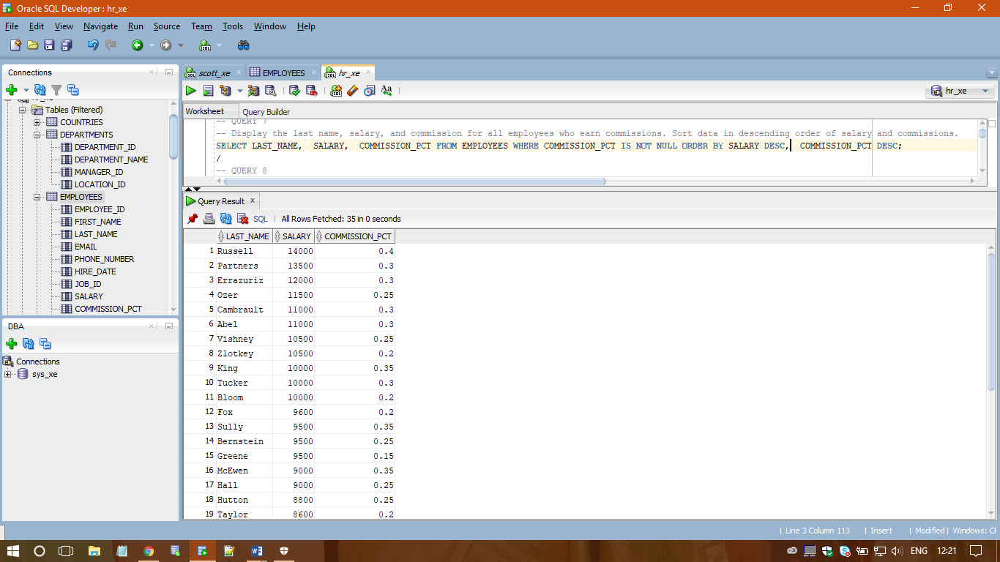 Oracle SQL Developer : hr_xe
File Edit View Navigate Run Source Team Tools Window Help
Connections
Tables (Filtered)
COUNTRIES
DEPARTMENTS
DEPARTMENT_ID
DEPARTMENT_NAME
MANAGER_ID
LOCATION_ID
EMPLOYEES
EMPLOYEE_ID
FIRST_NAME
LAST_NAME
EMAIL
PHONE_NUMBER
HIRE_DATE
JOB_ID
SALARY
COMMISSION_PCT
DBA
Connections
sys_xe
scott_xe EMPLOYEES hr_xe
hr_xe
Worksheet Query Builder
-- QUERY 7
-- Display the last name, salary, and commission for all employees who earn commissions. Sort data in descending order of salary and commissions.
SELECT LAST_NAME, SALARY, COMMISSION_PCT FROM EMPLOYEES WHERE COMMISSION_PCT IS NOT NULL ORDER BY SALARY DESC, COMMISSION_PCT DESC;
/
-- QUERY 8
Query Result x
SQL | All Rows Fetched: 35 in 0 seconds
LAST_NAME SALARY COMMISSION_PCT
1 Russell 14000 0.4
2 Partners 13500 0.3
3 Errazuriz 12000 0.3
4 Ozer 11500 0.25
5 Cambrault 11000 0.3
6 Abel 11000 0.3
7 Vishney 10500 0.25
8 Zlotkey 10500 0.2
9 King 10000 0.35
10 Tucker 10000 0.3
11 Bloom 10000 0.2
12 Fox 9600 0.2
13 Sully 9500 0.35
14 Bernstein 9500 0.25
15 Greene 9500 0.15
16 McEwen 9000 0.35
17 Hall 9000 0.25
18 Hutton 8800 0.25
19 Taylor 8600 0.2
| Line 3 Column 113 | Insert | Modified | Windows: CF
ENG 12:21